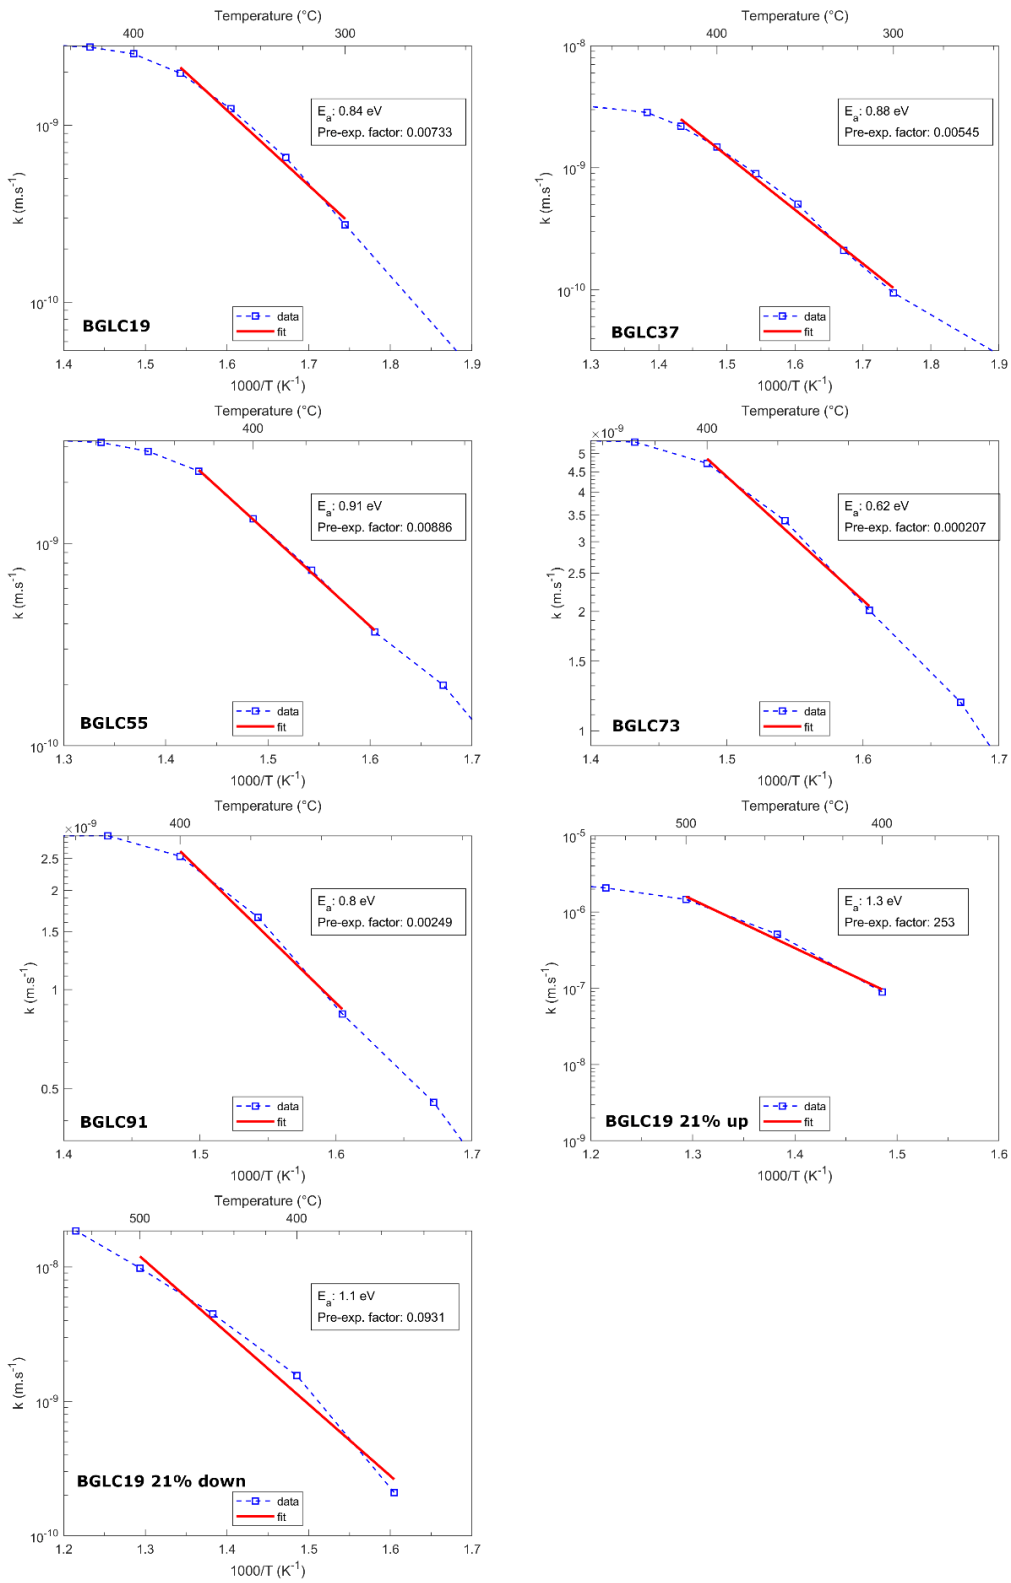 Temperature (°C)
400 300
10⁻⁹
10⁻¹⁰
k (m.s⁻¹)
Eₐ: 0.84 eV
Pre-exp. factor: 0.00733
data
fit
BGLC19
1.4 1.5 1.6 1.7 1.8 1.9
1000/T (K⁻¹)
Temperature (°C)
400 300
10⁻⁸
10⁻⁹
10⁻¹⁰
k (m.s⁻¹)
Eₐ: 0.88 eV
Pre-exp. factor: 0.00545
data
fit
BGLC37
1.3 1.4 1.5 1.6 1.7 1.8 1.9
1000/T (K⁻¹)
Temperature (°C)
400
10⁻⁹
10⁻¹⁰
k (m.s⁻¹)
Eₐ: 0.91 eV
Pre-exp. factor: 0.00886
data
fit
BGLC55
1.3 1.4 1.5 1.6 1.7
1000/T (K⁻¹)
Temperature (°C)
400
×10⁻⁹
5
4.5
4
3.5
3
2.5
2
1.5
1
k (m.s⁻¹)
Eₐ: 0.62 eV
Pre-exp. factor: 0.000207
data
fit
BGLC73
1.4 1.5 1.6 1.7
1000/T (K⁻¹)
Temperature (°C)
400
×10⁻⁹
2.5
2
1.5
1
0.5
k (m.s⁻¹)
Eₐ: 0.8 eV
Pre-exp. factor: 0.00249
data
fit
BGLC91
1.4 1.5 1.6 1.7
1000/T (K⁻¹)
Temperature (°C)
500 400
10⁻⁵
10⁻⁶
10⁻⁷
10⁻⁸
10⁻⁹
k (m.s⁻¹)
Eₐ: 1.3 eV
Pre-exp. factor: 253
data
fit
BGLC19 21% up
1.2 1.3 1.4 1.5 1.6
1000/T (K⁻¹)
Temperature (°C)
500 400
10⁻⁸
10⁻⁹
10⁻¹⁰
k (m.s⁻¹)
Eₐ: 1.1 eV
Pre-exp. factor: 0.0931
BGLC19 21% down
data
fit
1.2 1.3 1.4 1.5 1.6 1.7
1000/T (K⁻¹)